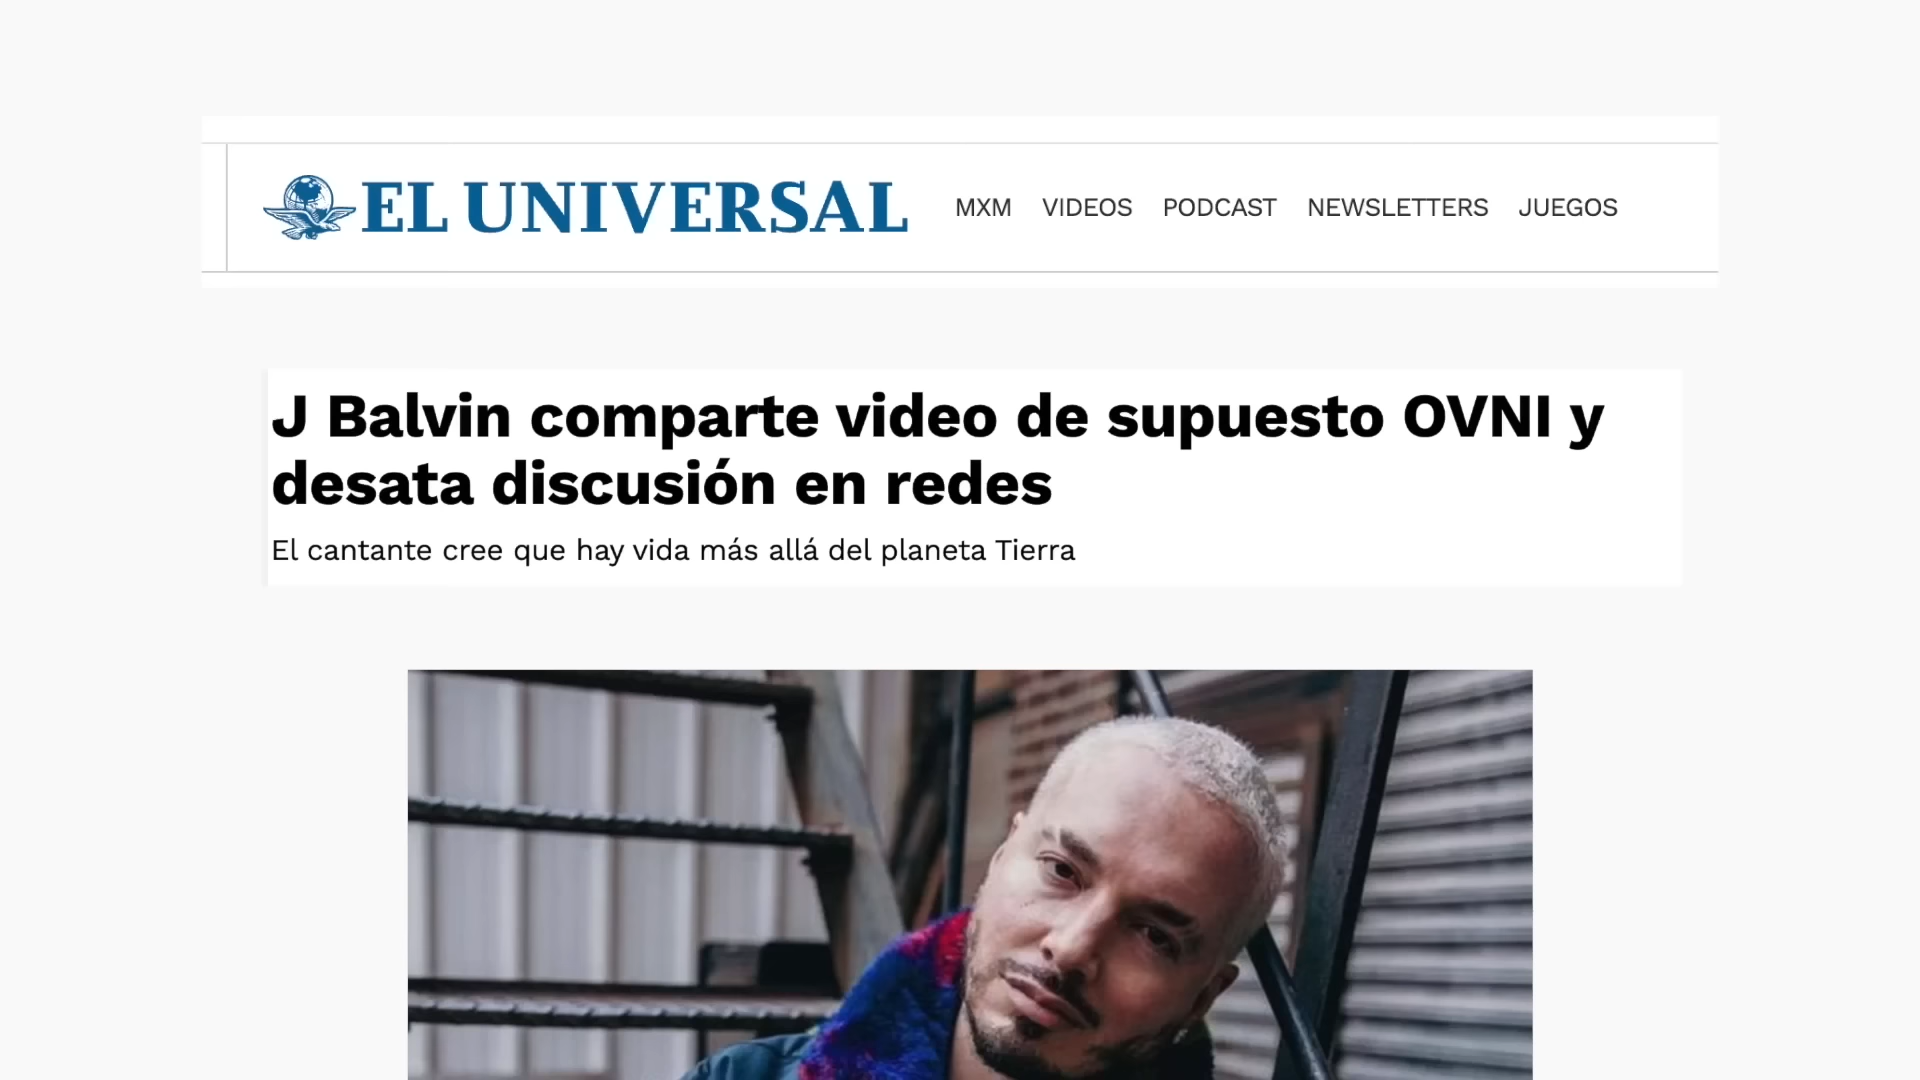 EL UNIVERSAL MXM VIDEOS PODCAST NEWSLETTERS JUEGOS
J Balvin comparte video de supuesto OVNI y
desata discusión en redes
El cantante cree que hay vida más allá del planeta Tierra